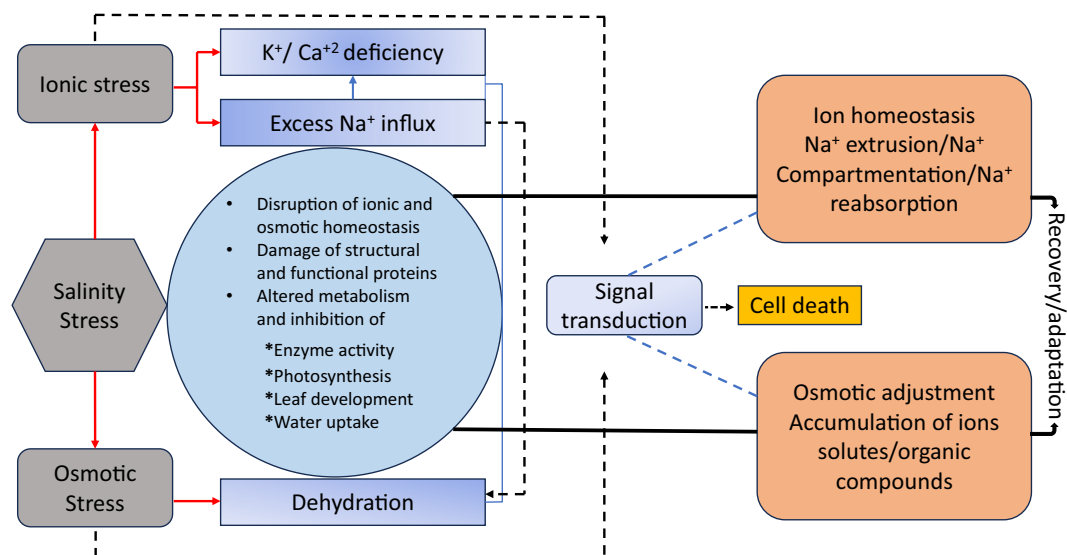 Ionic stress
K⁺/ Ca⁺² deficiency
Excess Na⁺ influx
Salinity
Stress
Osmotic
Stress
• Disruption of ionic and
osmotic homeostasis
• Damage of structural
and functional proteins
• Altered metabolism
and inhibition of
*Enzyme activity
*Photosynthesis
*Leaf development
*Water uptake
Dehydration
Signal
transduction
Cell death
Ion homeostasis
Na⁺ extrusion/Na⁺
Compartmentation/Na⁺
reabsorption
Osmotic adjustment
Accumulation of ions
solutes/organic
compounds
Recovery/adaptation